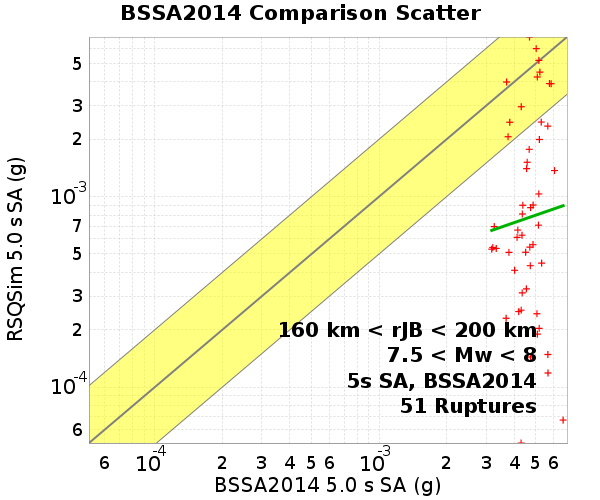 BSSA2014 Comparison Scatter
RSQSim 5.0 s SA (g)
5
3
2
10^-3
7
5
3
2
10^-4
6
160 km < rJB < 200 km
7.5 < Mw < 8
5s SA, BSSA2014
51 Ruptures
6 10^-4 2 3 4 5 6 10^-3 2 3 4 5 6
BSSA2014 5.0 s SA (g)